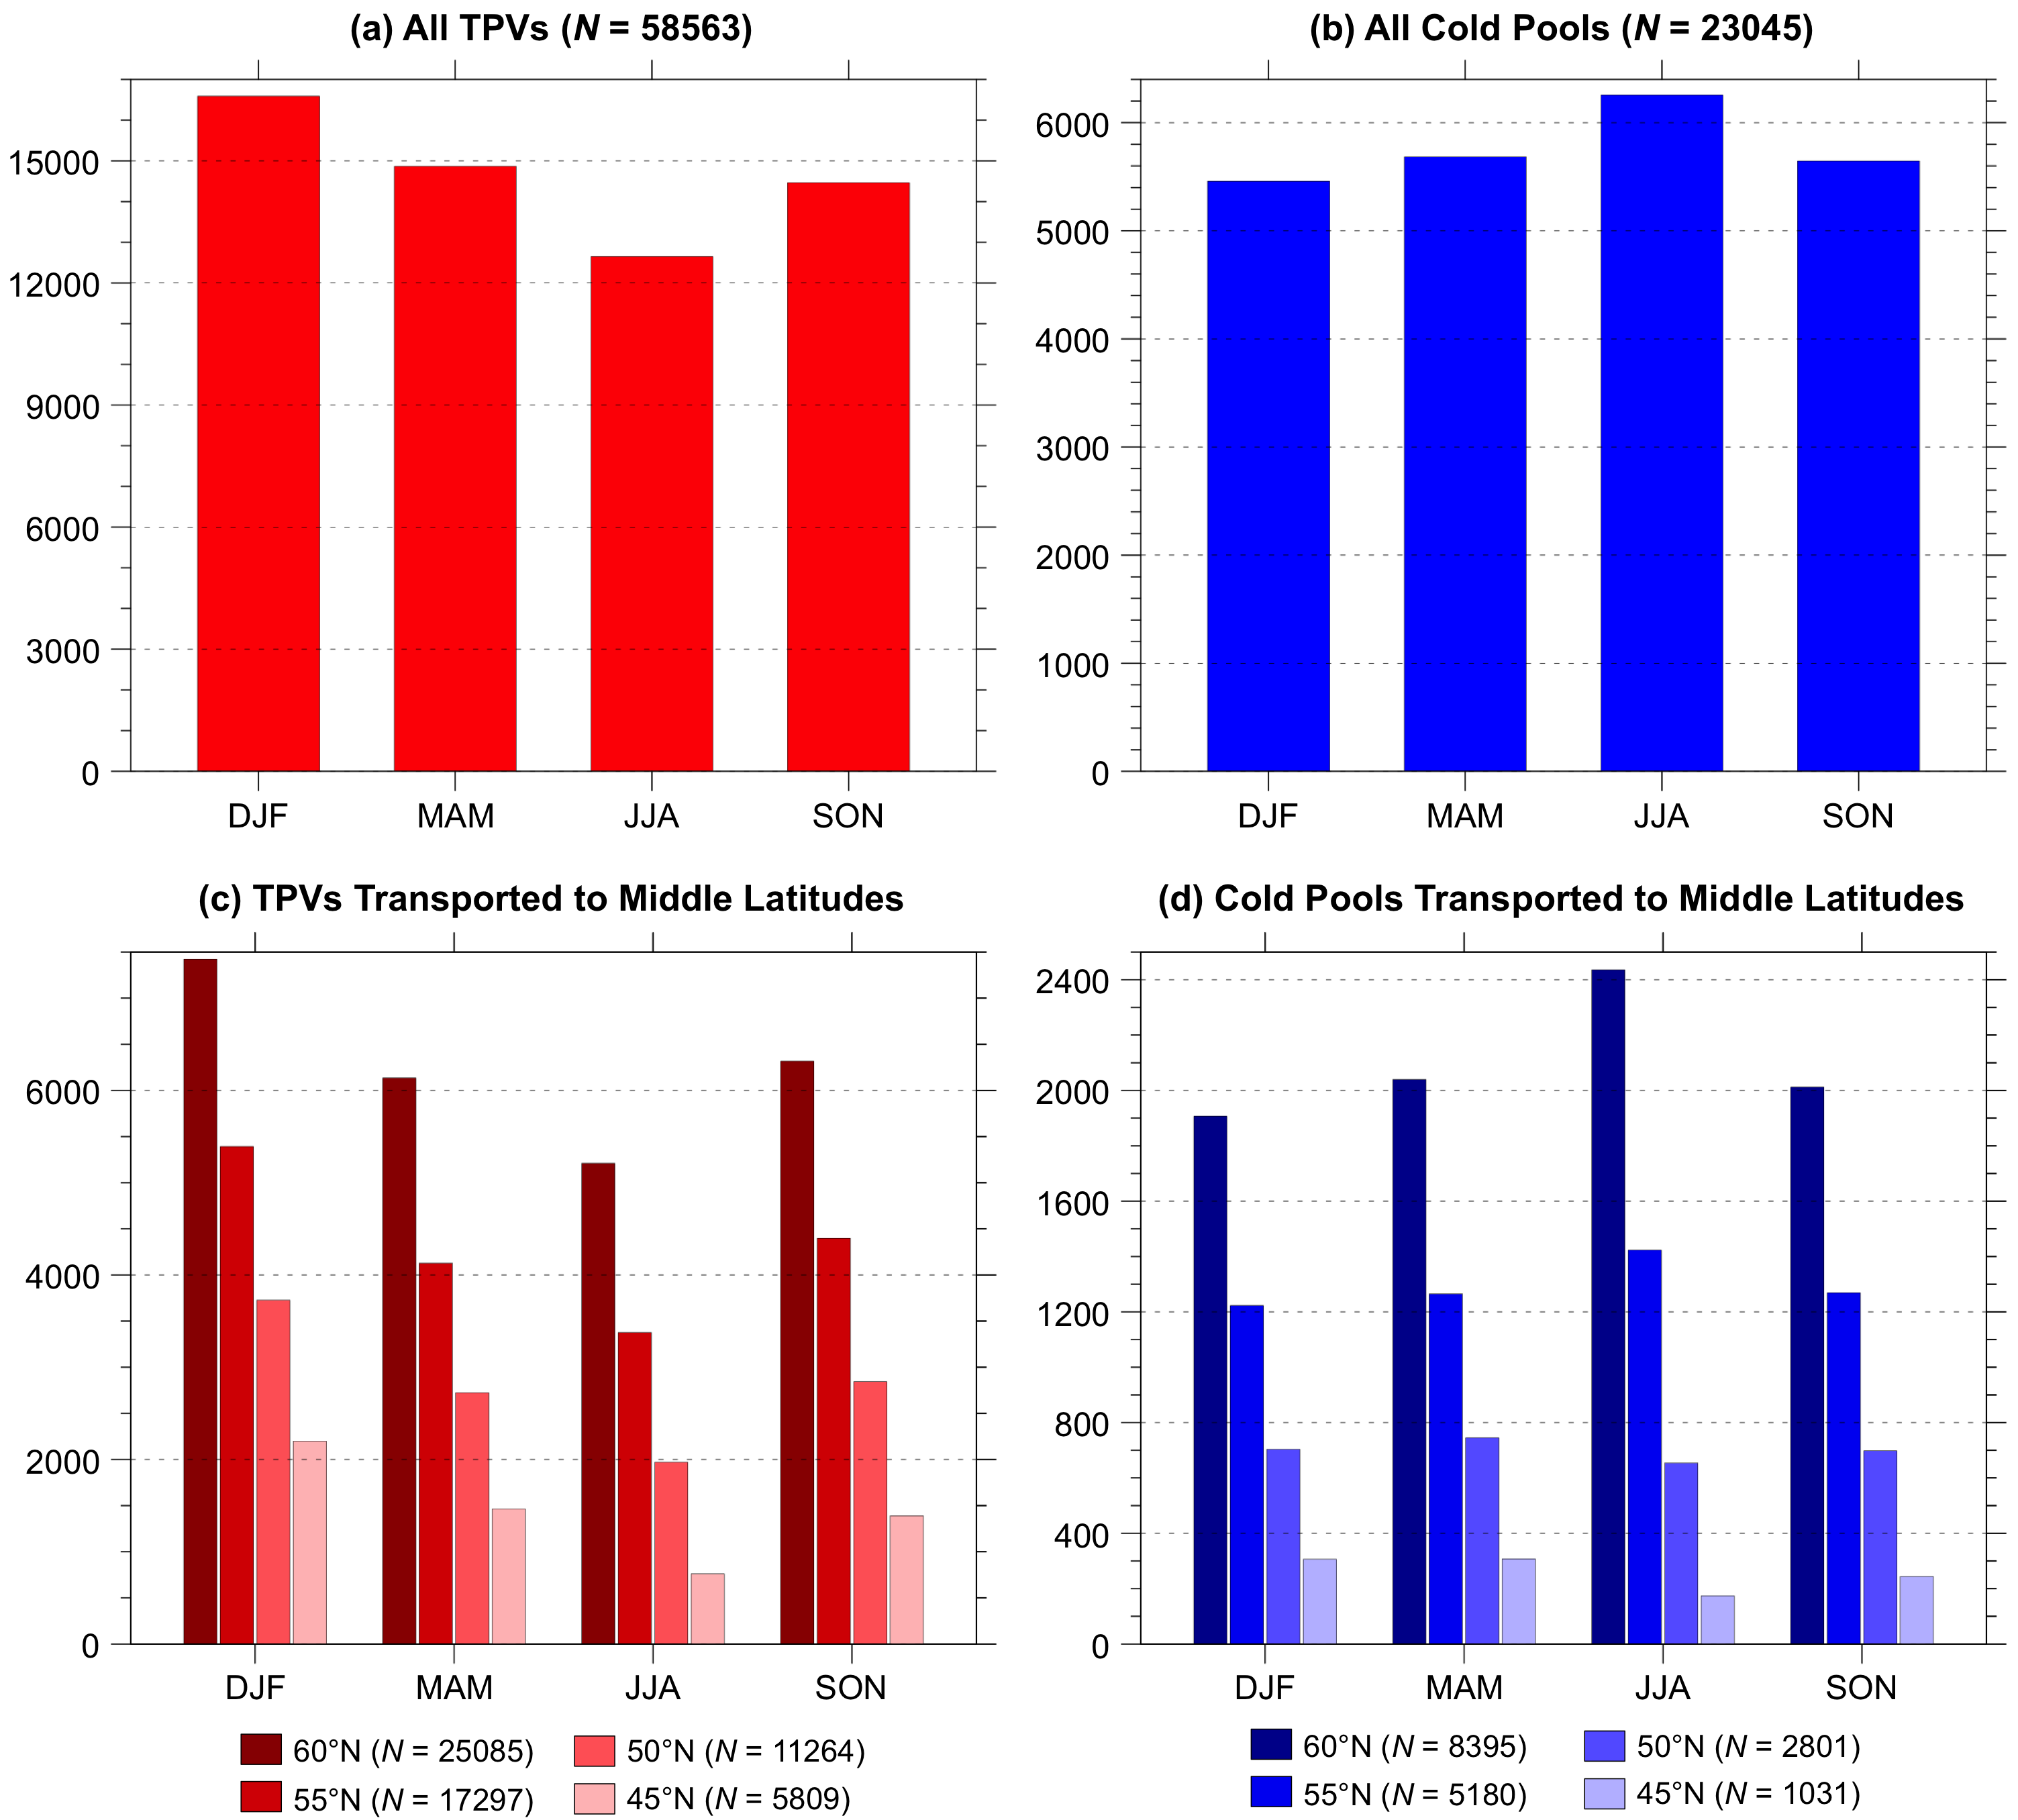 (a) All TPVs (N = 58563)
15000
12000
9000
6000
3000
0
DJF MAM JJA SON
(b) All Cold Pools (N = 23045)
6000
5000
4000
3000
2000
1000
0
DJF MAM JJA SON
(c) TPVs Transported to Middle Latitudes
6000
4000
2000
0
DJF MAM JJA SON
60°N (N = 25085) 50°N (N = 11264)
55°N (N = 17297) 45°N (N = 5809)
(d) Cold Pools Transported to Middle Latitudes
2400
2000
1600
1200
800
400
0
DJF MAM JJA SON
60°N (N = 8395) 50°N (N = 2801)
55°N (N = 5180) 45°N (N = 1031)